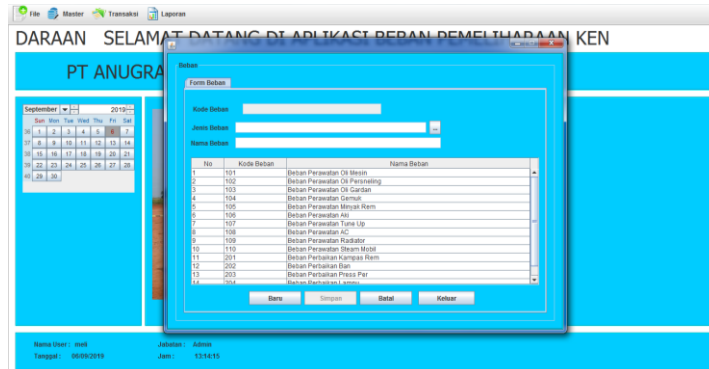 File Master Transaksi Laporan
DARAAN SELAMAT DATANG DI APLIKASI BEBAN PEMELIHARAAN KEN
PT ANUGRA
Beban
Form Beban
Kode Beban
Jenis Beban ...
Nama Beban
September 2019
Sun Mon Tue Wed Thu Fri Sat
36 1 2 3 4 5 6 7
37 8 9 10 11 12 13 14
38 15 16 17 18 19 20 21
39 22 23 24 25 26 27 28
40 29 30
No Kode Beban Nama Beban
1 101 Beban Perawatan Oli Mesin
2 102 Beban Perawatan Oli Persneling
3 103 Beban Perawatan Oli Gardan
4 104 Beban Perawatan Gemuk
5 105 Beban Perawatan Minyak Rem
6 106 Beban Perawatan Aki
7 107 Beban Perawatan Tune Up
8 108 Beban Perawatan AC
9 109 Beban Perawatan Radiator
10 110 Beban Perawatan Steam Mobil
11 201 Beban Perbaikan Kampas Rem
12 202 Beban Perbaikan Ban
13 203 Beban Perbaikan Press Per
14 204 Beban Perbaikan Lampu
Baru Simpan Batal Keluar
Nama User : meli Jabatan : Admin
Tanggal : 06/09/2019 Jam : 13:14:15